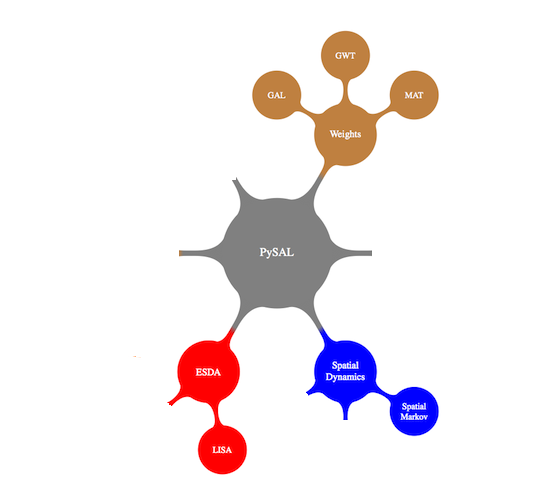 GWT
GAL
MAT
Weights
PySAL
ESDA
Spatial
Dynamics
Spatial
Markov
LISA